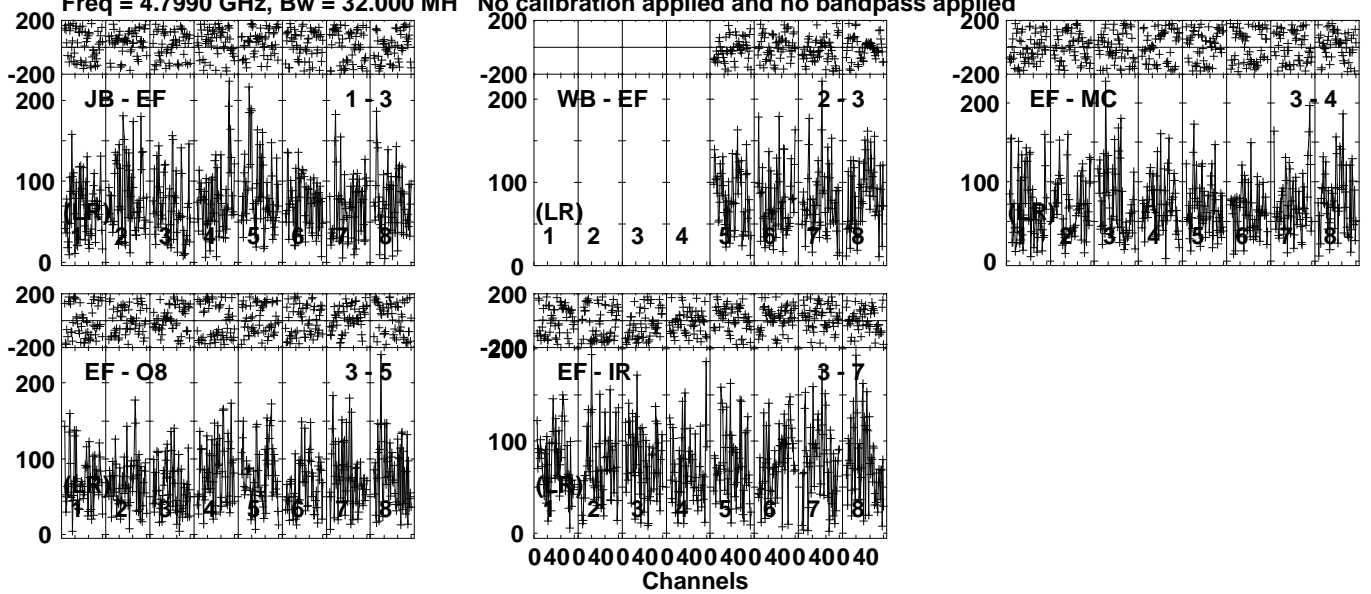 Freq = 4.7990 GHz, Bw = 32.000 MH No calibration applied and no bandpass applied
200
-200
200
100
0
JB - EF 1 - 3
(LR)
1 2 3 4 5 6 7 8
200
-200
200
100
0
WB - EF 2 - 3
(LR)
1 2 3 4 5 6 7 8
200
-200
200
100
0
EF - MC 3 - 4
(LR)
1 2 3 4 5 6 7 8
200
-200
200
100
0
EF - O8 3 - 5
(LR)
1 2 3 4 5 6 7 8
200
-200
200
100
0
EF - IR 3 - 7
(LR)
1 2 3 4 5 6 7 8
0 40 0 40 0 40 0 40 0 40 0 40 0 40 0 40
Channels